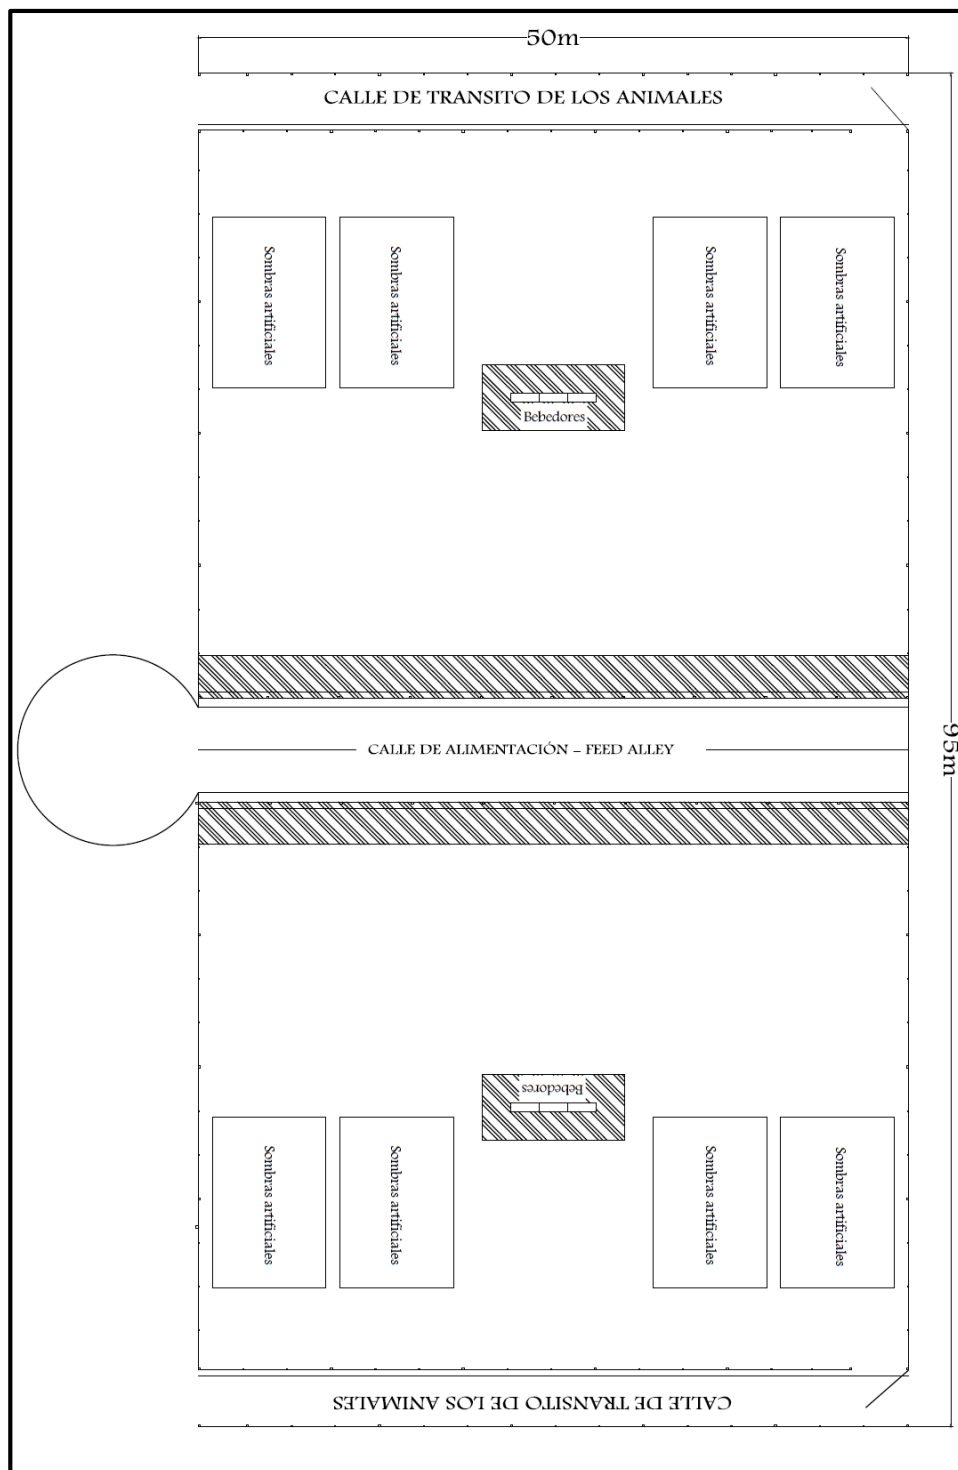 50m
CALLE DE TRANSITO DE LOS ANIMALES
Sombras artificiales
Sombras artificiales
Sombras artificiales
Sombras artificiales
Bebedores
CALLE DE ALIMENTACIÓN – FEED ALLEY
95m
Bebedores
Sombras artificiales
Sombras artificiales
Sombras artificiales
Sombras artificiales
CALLE DE TRANSITO DE LOS ANIMALES